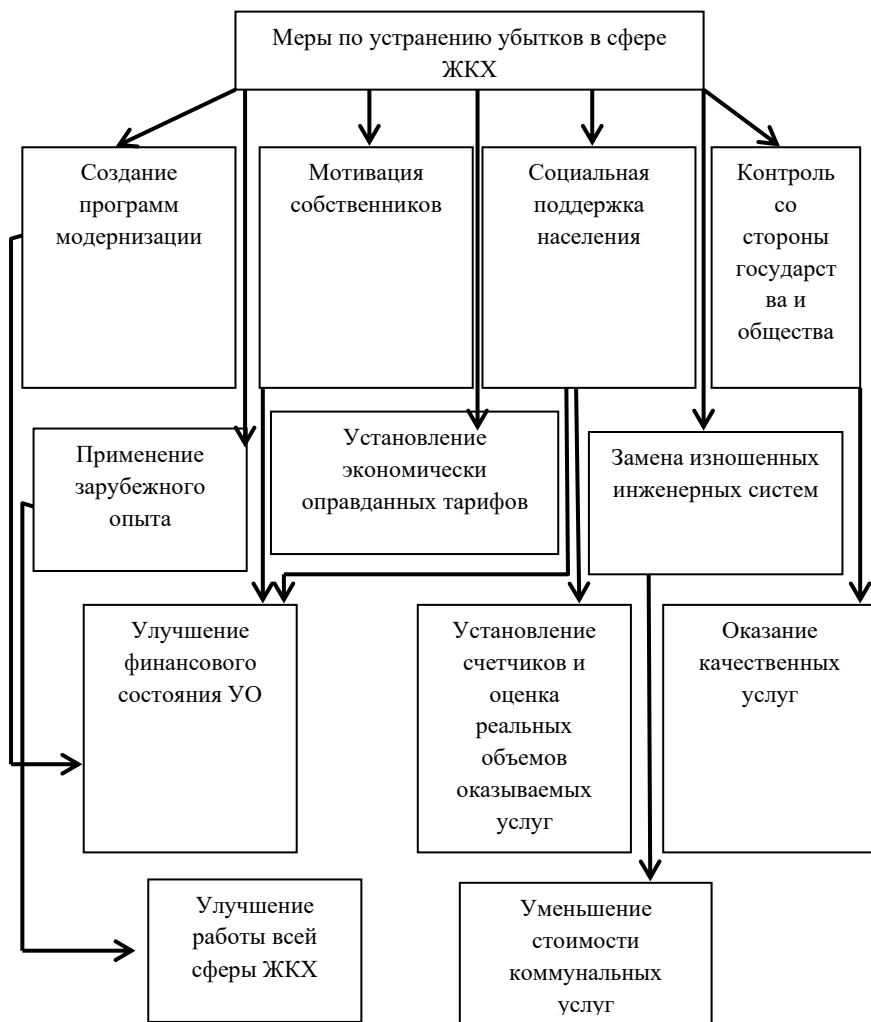 Меры по устранению убытков в сфере
ЖКХ
Создание
программ
модернизации
Мотивация
собственников
Социальная
поддержка
населения
Контроль
со
стороны
государст
ва и
общества
Применение
зарубежного
опыта
Установление
экономически
оправданных тарифов
Замена изношенных
инженерных систем
Улучшение
финансового
состояния УО
Установление
счетчиков и
оценка
реальных
объемов
оказываемых
услуг
Оказание
качественных
услуг
Улучшение
работы всей
сферы ЖКХ
Уменьшение
стоимости
коммунальных
услуг